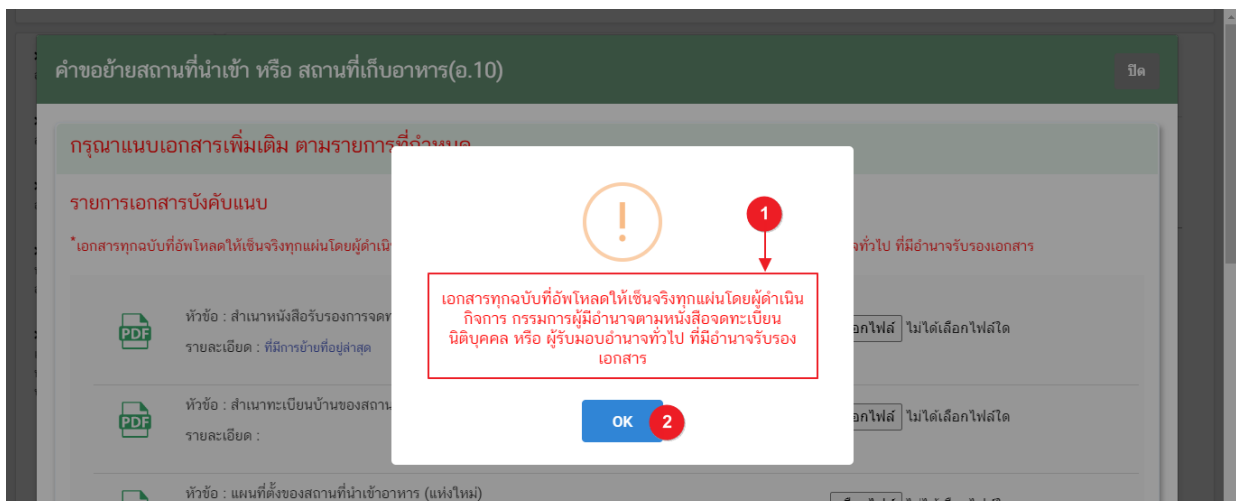 คำขอย้ายสถานที่นำเข้า หรือ สถานที่เก็บอาหาร(อ.10)
ปิด
กรุณาแนบเอกสารเพิ่มเติม ตามรายการที่กำหนด
รายการเอกสารบังคับแนบ
*เอกสารทุกฉบับที่อัพโหลดให้เซ็นจริงทุกแผ่นโดยผู้ดำเนิ
ทั่วไป ที่มีอำนาจรับรองเอกสาร
!
1
เอกสารทุกฉบับที่อัพโหลดให้เซ็นจริงทุกแผ่นโดยผู้ดำเนิน
กิจการ กรรมการผู้มีอำนาจตามหนังสือจดทะเบียน
นิติบุคคล หรือ ผู้รับมอบอำนาจทั่วไป ที่มีอำนาจรับรอง
เอกสาร
OK
2
PDF
หัวข้อ : สำเนาหนังสือรับรองการจดท
รายละเอียด : ที่มีการย้ายที่อยู่ล่าสุด
อกไฟล์ ไม่ได้เลือกไฟล์ใด
PDF
หัวข้อ : สำเนาทะเบียนบ้านของสถาน
รายละเอียด :
อกไฟล์ ไม่ได้เลือกไฟล์ใด
หัวข้อ : แผนที่ตั้งของสถานที่นำเข้าอาหาร (แห่งใหม่)